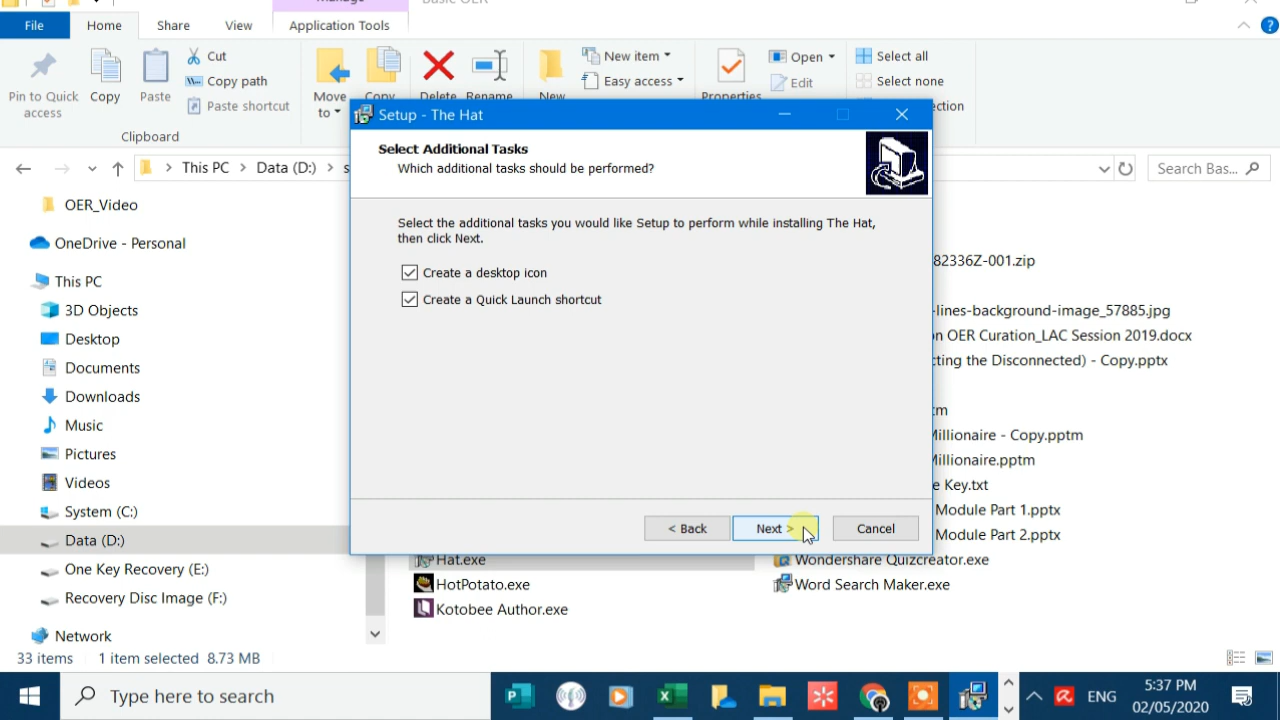 Manage
Basic OER
File
Home
Share
View
Application Tools
Pin to Quick
access
Copy
Paste
Cut
Copy path
Paste shortcut
Clipboard
Move
to
Copy
Delete
Rename
New
New item
Easy access
Properties
Open
Edit
Select all
Select none
ection
This PC
Data (D:)
s
Search Bas...
Setup - The Hat
Select Additional Tasks
Which additional tasks should be performed?
Select the additional tasks you would like Setup to perform while installing The Hat,
then click Next.
Create a desktop icon
Create a Quick Launch shortcut
< Back
Next >
Cancel
OER_Video
OneDrive - Personal
This PC
3D Objects
Desktop
Documents
Downloads
Music
Pictures
Videos
System (C:)
Data (D:)
One Key Recovery (E:)
Recovery Disc Image (F:)
Network
82336Z-001.zip
-lines-background-image_57885.jpg
on OER Curation_LAC Session 2019.docx
cting the Disconnected) - Copy.pptx
tm
Millionaire - Copy.pptm
Millionaire.pptm
e Key.txt
Module Part 1.pptx
Module Part 2.pptx
Hat.exe
HotPotato.exe
Kotobee Author.exe
Wondershare Quizcreator.exe
Word Search Maker.exe
33 items
1 item selected 8.73 MB
Type here to search
ENG
5:37 PM
02/05/2020